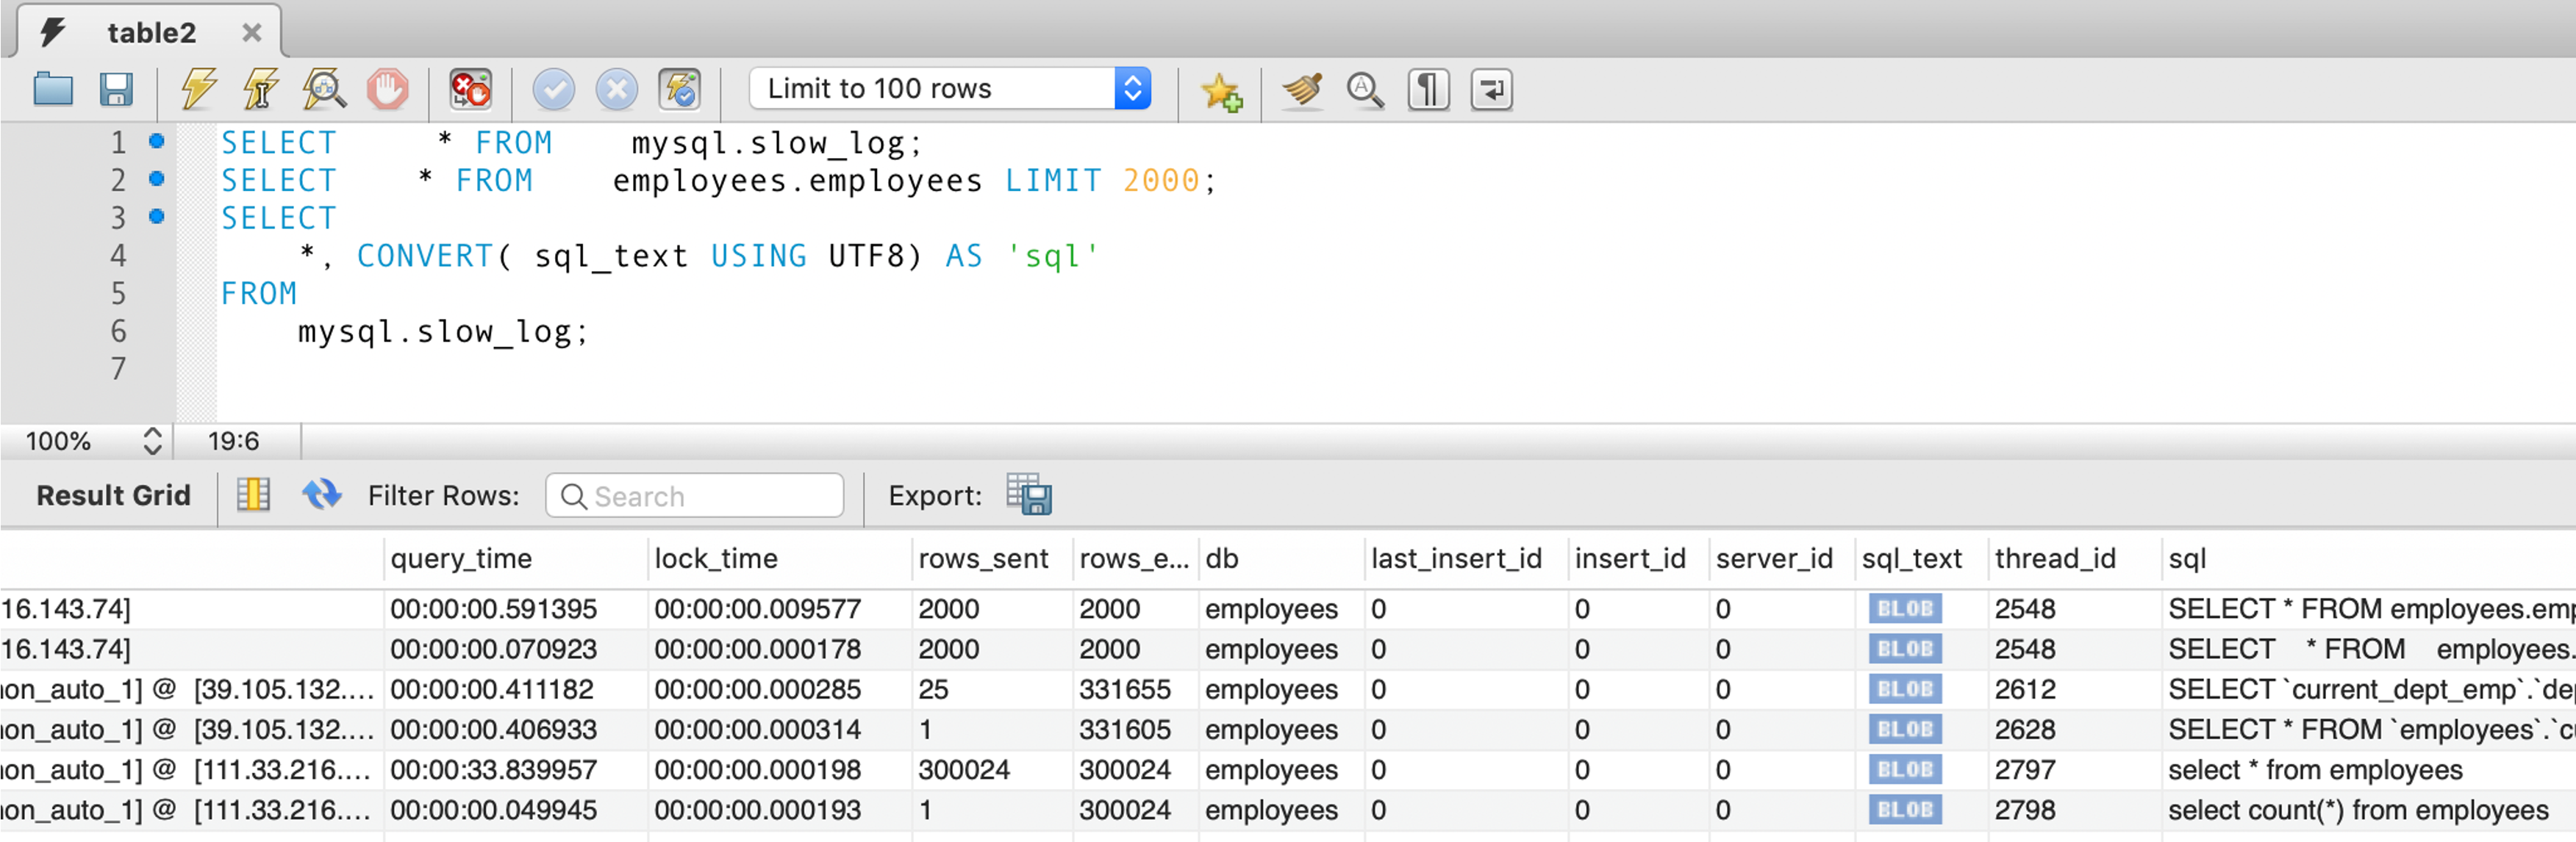 table2
Limit to 100 rows
1 SELECT * FROM mysql.slow_log;
2 SELECT * FROM employees.employees LIMIT 2000;
3 SELECT
4 *, CONVERT( sql_text USING UTF8) AS 'sql'
5 FROM
6 mysql.slow_log;
7
100% 19:6
Result Grid Filter Rows: Search Export:
query_time lock_time rows_sent rows_e... db last_insert_id insert_id server_id sql_text thread_id sql
16.143.74] 00:00:00.591395 00:00:00.009577 2000 2000 employees 0 0 0 BLOB 2548 SELECT * FROM employees.emp
16.143.74] 00:00:00.070923 00:00:00.000178 2000 2000 employees 0 0 0 BLOB 2548 SELECT * FROM employees.
on_auto_1] @ [39.105.132.... 00:00:00.411182 00:00:00.000285 25 331655 employees 0 0 0 BLOB 2612 SELECT `current_dept_emp`.`dep
on_auto_1] @ [39.105.132.... 00:00:00.406933 00:00:00.000314 1 331605 employees 0 0 0 BLOB 2628 SELECT * FROM `employees`.`cu
on_auto_1] @ [111.33.216.... 00:00:33.839957 00:00:00.000198 300024 300024 employees 0 0 0 BLOB 2797 select * from employees
on_auto_1] @ [111.33.216.... 00:00:00.049945 00:00:00.000193 1 300024 employees 0 0 0 BLOB 2798 select count(*) from employees